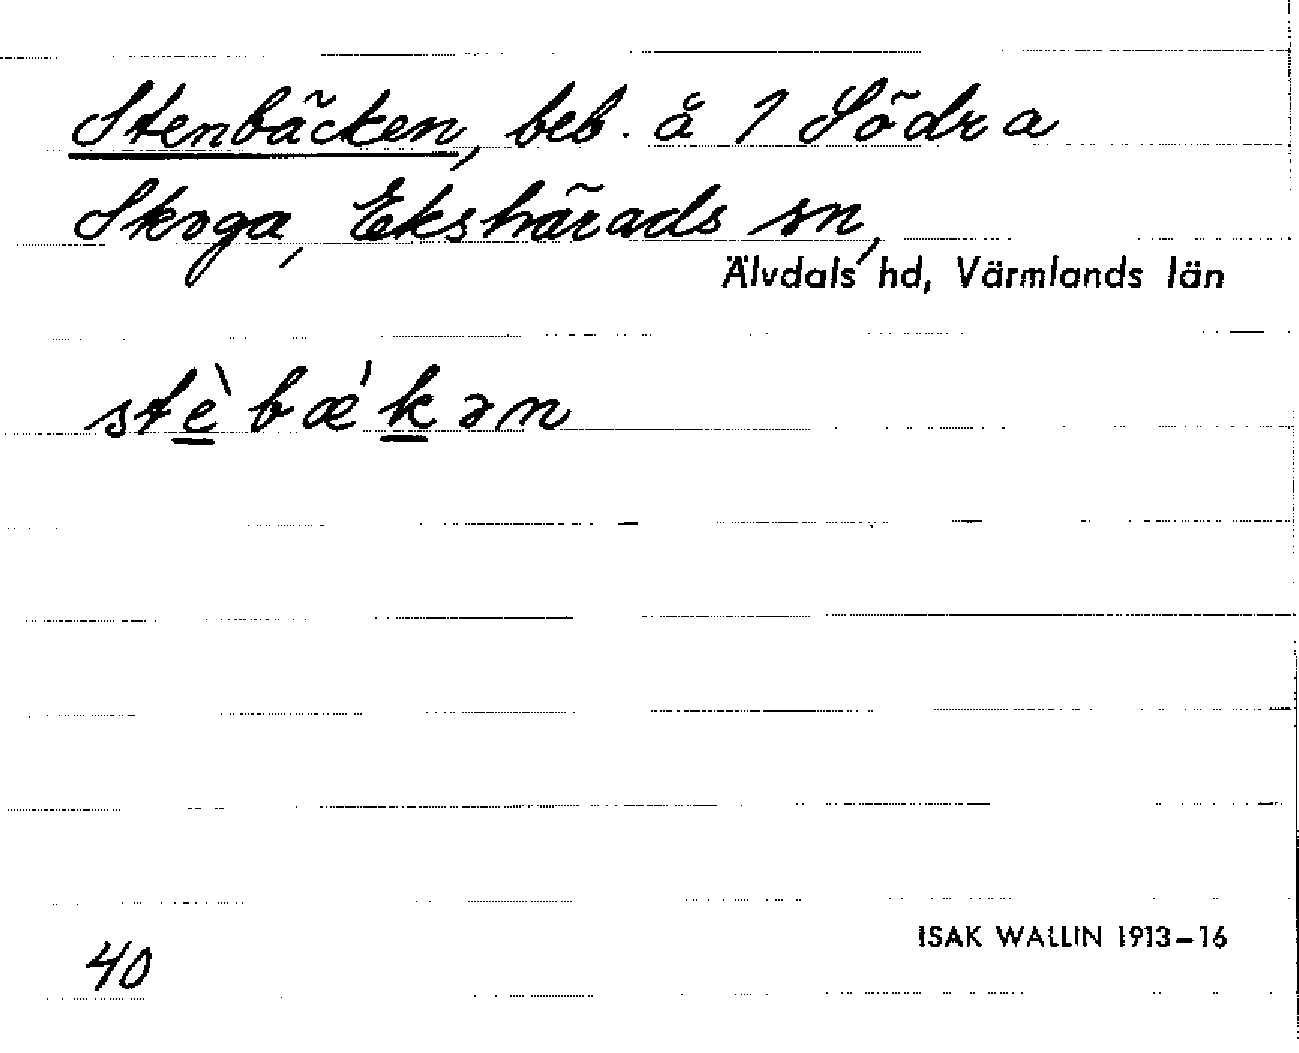 Stenbäcken, beb. å 1 Södra
Skoga, Ekshärads sn,
Älvdals hd, Värmlands län
stèbæ'kən
40
ISAK WALLIN 1913–16